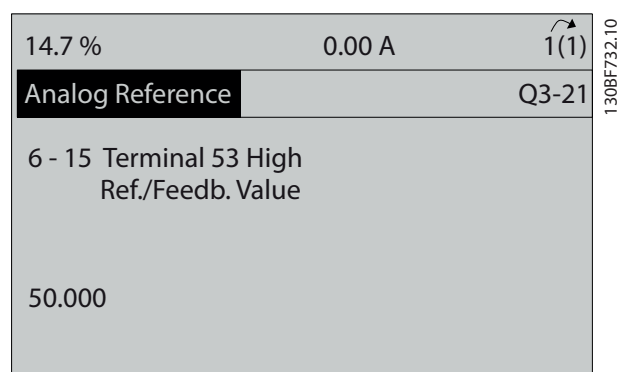 14.7 % 0.00 A 1(1)
Analog Reference Q3-21
6 - 15 Terminal 53 High
Ref./Feedb. Value
50.000
130BF732.10